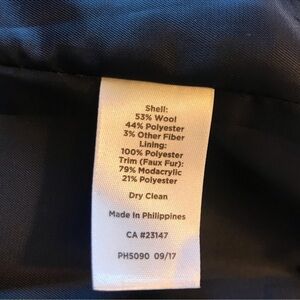 Shell:
53% Wool
44% Polyester
3% Other Fiber
Lining:
100% Polyester
Trim (Faux Fur):
79% Modacrylic
21% Polyester
Dry Clean
Made in Philippines
CA #23147
PH5090 09/17